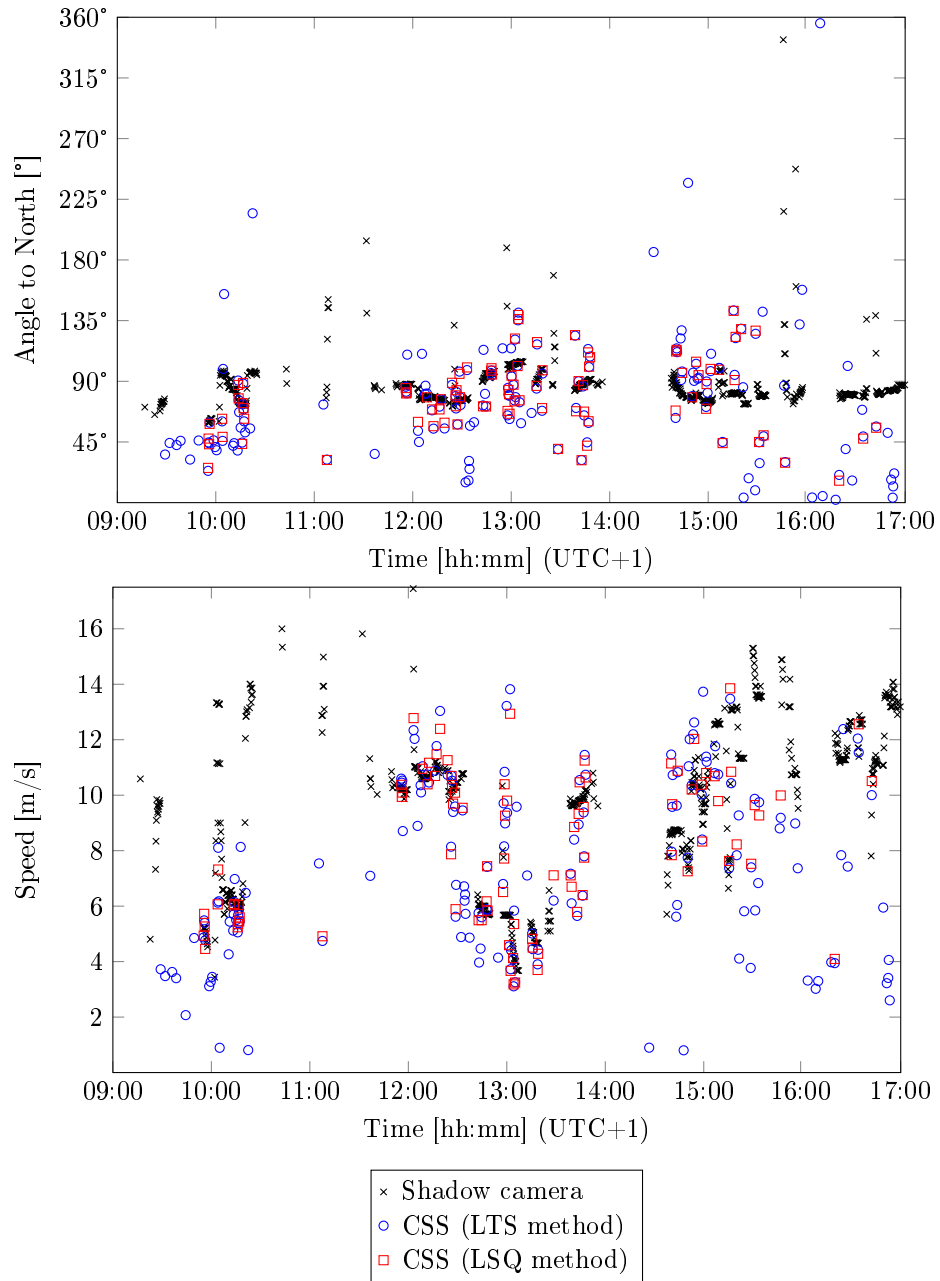 360°
315°
270°
225°
180°
135°
90°
45°
Angle to North [°]
09:00 10:00 11:00 12:00 13:00 14:00 15:00 16:00 17:00
Time [hh:mm] (UTC+1)
16
14
12
10
8
6
4
2
Speed [m/s]
09:00 10:00 11:00 12:00 13:00 14:00 15:00 16:00 17:00
Time [hh:mm] (UTC+1)
Shadow camera
CSS (LTS method)
CSS (LSQ method)